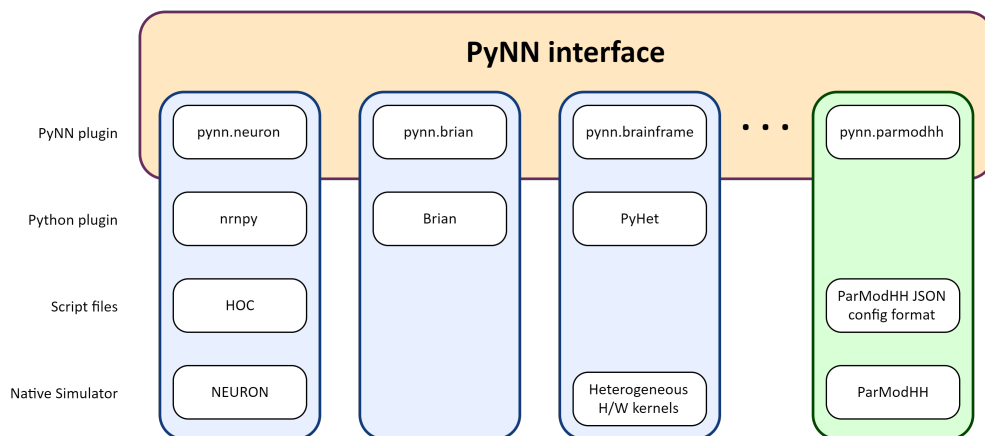 PyNN interface
PyNN plugin
pynn.neuron
pynn.brian
pynn.brainframe
. . .
pynn.parmodhh
Python plugin
nrnpy
Brian
PyHet
Script files
HOC
ParModHH JSON
config format
Native Simulator
NEURON
Heterogeneous
H/W kernels
ParModHH